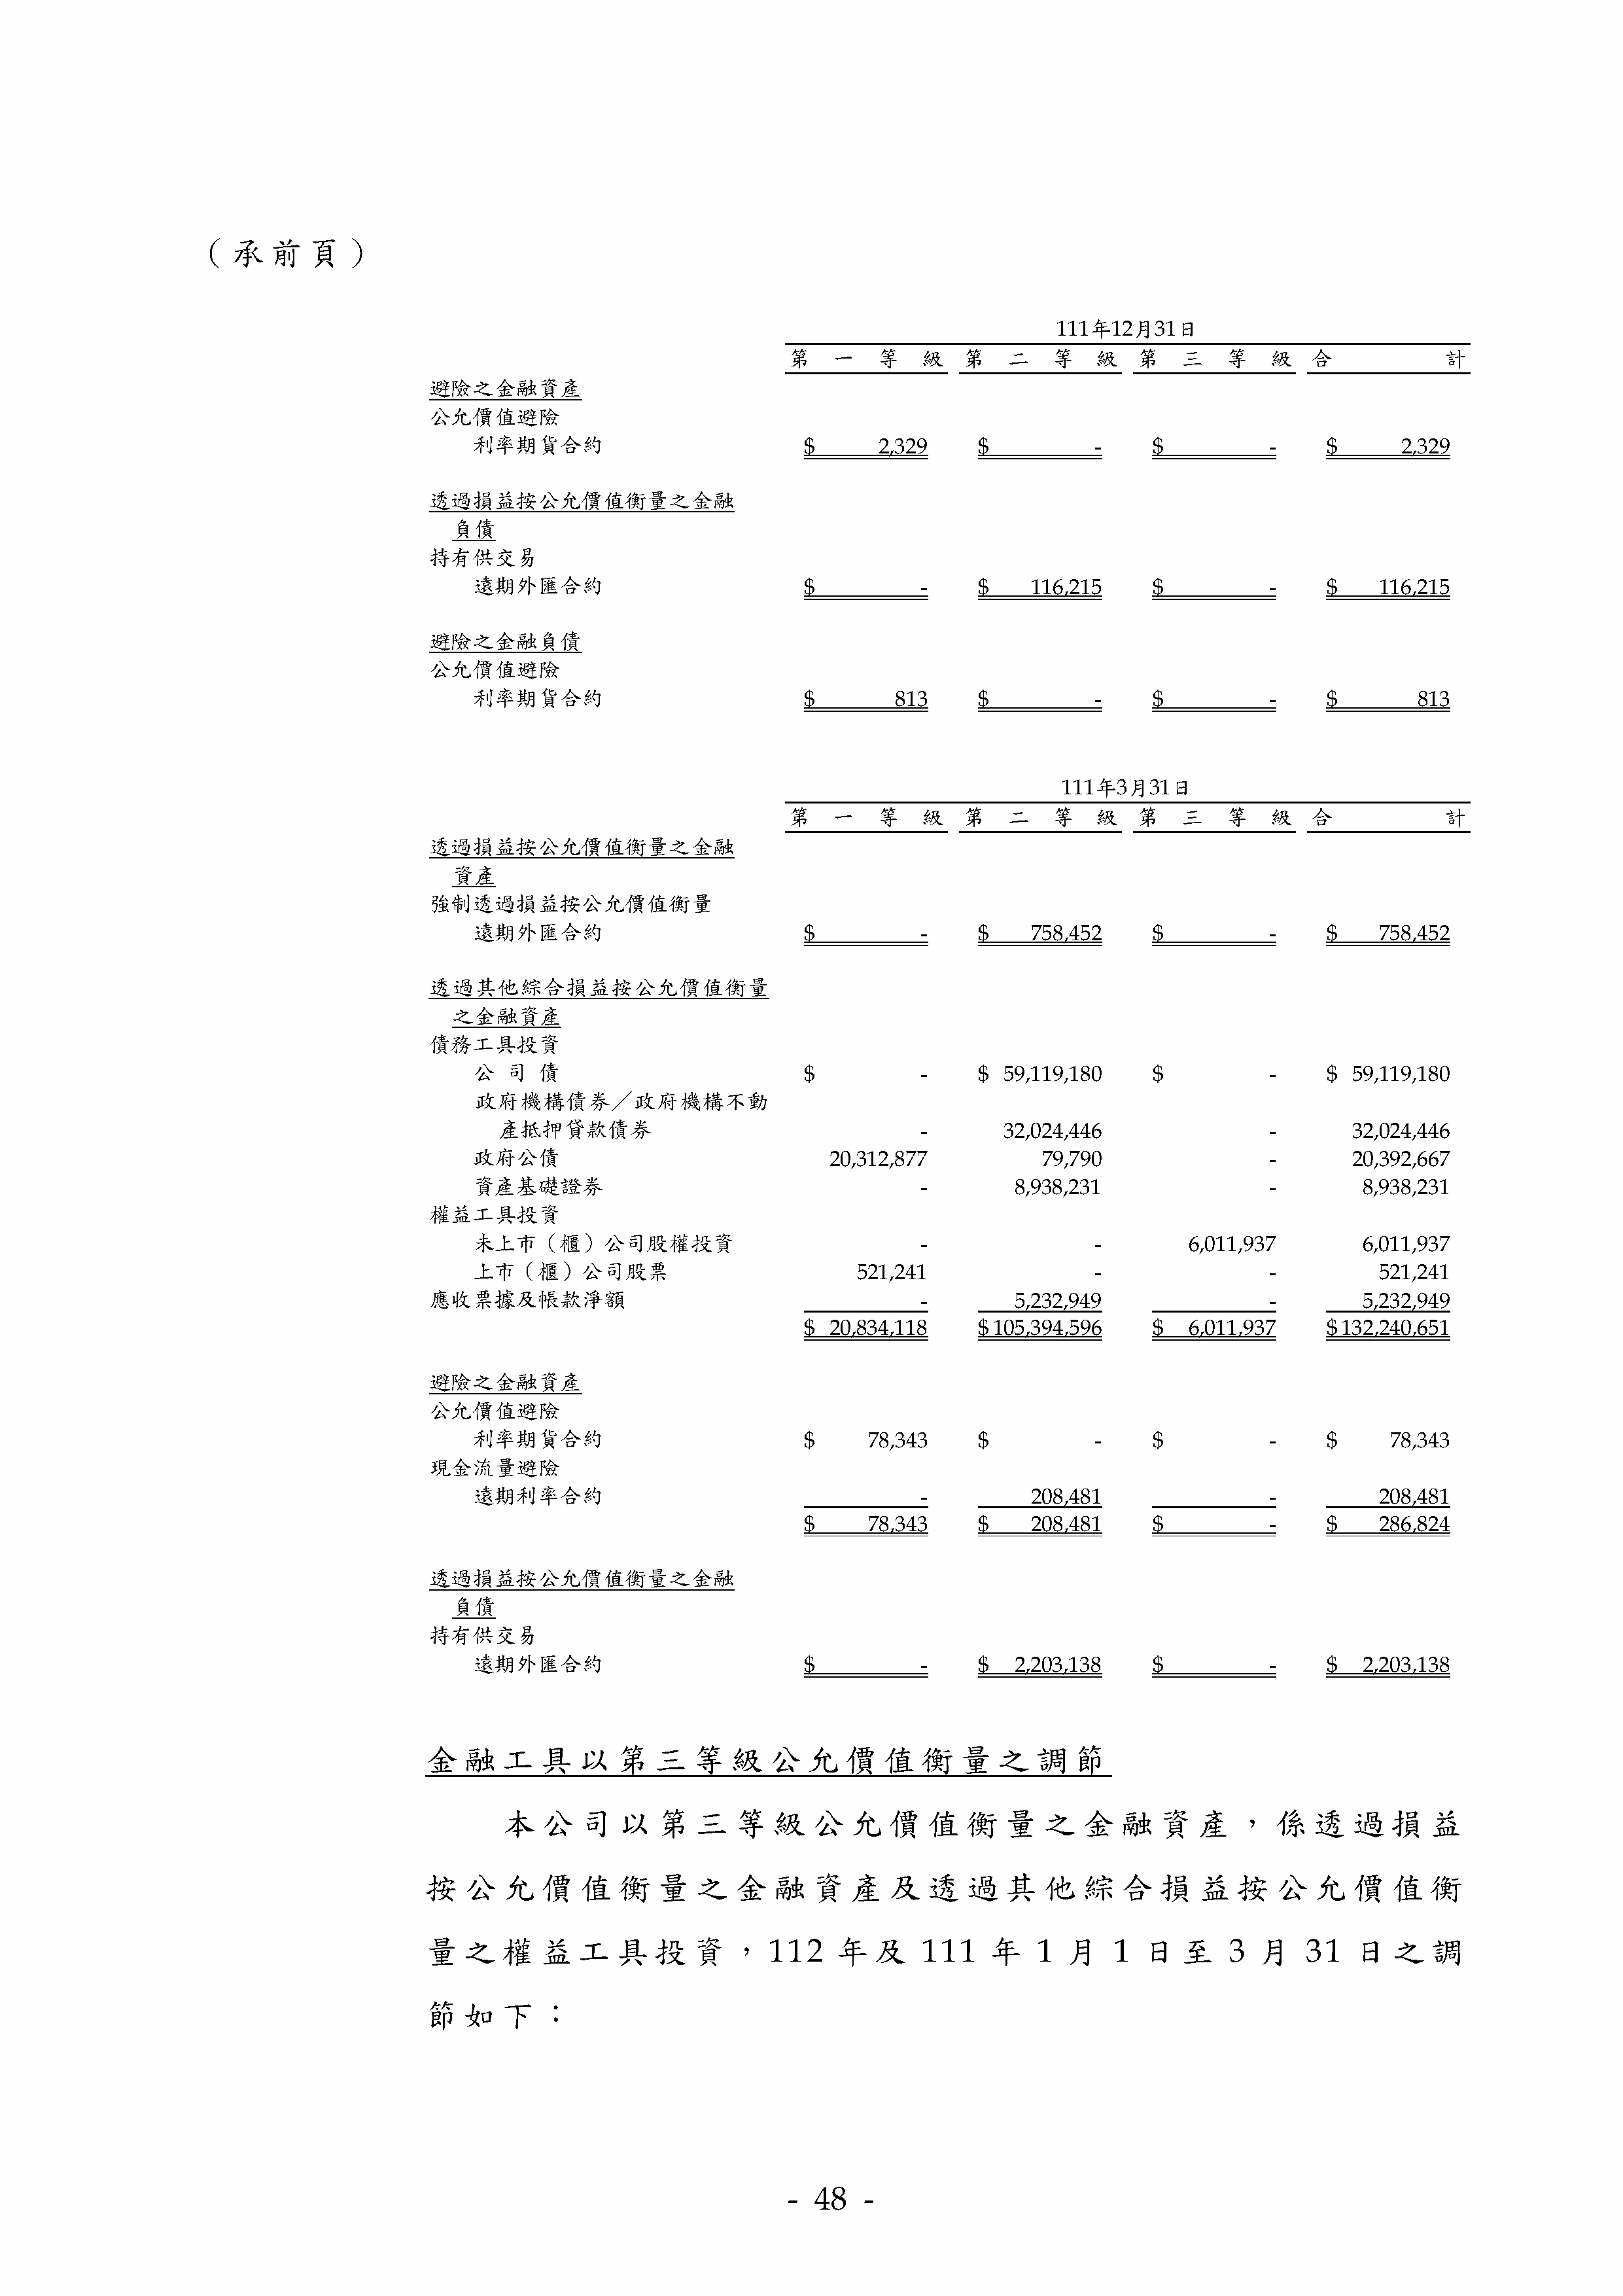 （承前頁）
111年12月31日
第一等級 第二等級 第三等級 合計
避險之金融資產
公允價值避險
利率期貨合約 $ 2,329 $ - $ - $ 2,329
透過損益按公允價值衡量之金融
負債
持有供交易
遠期外匯合約 $ - $ 116,215 $ - $ 116,215
避險之金融負債
公允價值避險
利率期貨合約 $ 813 $ - $ - $ 813
111年3月31日
第一等級 第二等級 第三等級 合計
透過損益按公允價值衡量之金融
資產
強制透過損益按公允價值衡量
遠期外匯合約 $ - $ 758,452 $ - $ 758,452
透過其他綜合損益按公允價值衡量
之金融資產
債務工具投資
公司債 $ - $ 59,119,180 $ - $ 59,119,180
政府機構債券／政府機構不動
產抵押貸款債券 - 32,024,446 - 32,024,446
政府公債 20,312,877 79,790 - 20,392,667
資產基礎證券 - 8,938,231 - 8,938,231
權益工具投資
未上市（櫃）公司股權投資 - - 6,011,937 6,011,937
上市（櫃）公司股票 521,241 - - 521,241
應收票據及帳款淨額 - 5,232,949 - 5,232,949
$ 20,834,118 $105,394,596 $ 6,011,937 $132,240,651
避險之金融資產
公允價值避險
利率期貨合約 $ 78,343 $ - $ - $ 78,343
現金流量避險
遠期利率合約 - 208,481 - 208,481
$ 78,343 $ 208,481 $ - $ 286,824
透過損益按公允價值衡量之金融
負債
持有供交易
遠期外匯合約 $ - $ 2,203,138 $ - $ 2,203,138
金融工具以第三等級公允價值衡量之調節
本公司以第三等級公允價值衡量之金融資產，係透過損益
按公允價值衡量之金融資產及透過其他綜合損益按公允價值衡
量之權益工具投資，112 年及 111 年 1 月 1 日至 3 月 31 日之調
節如下：
- 48 -